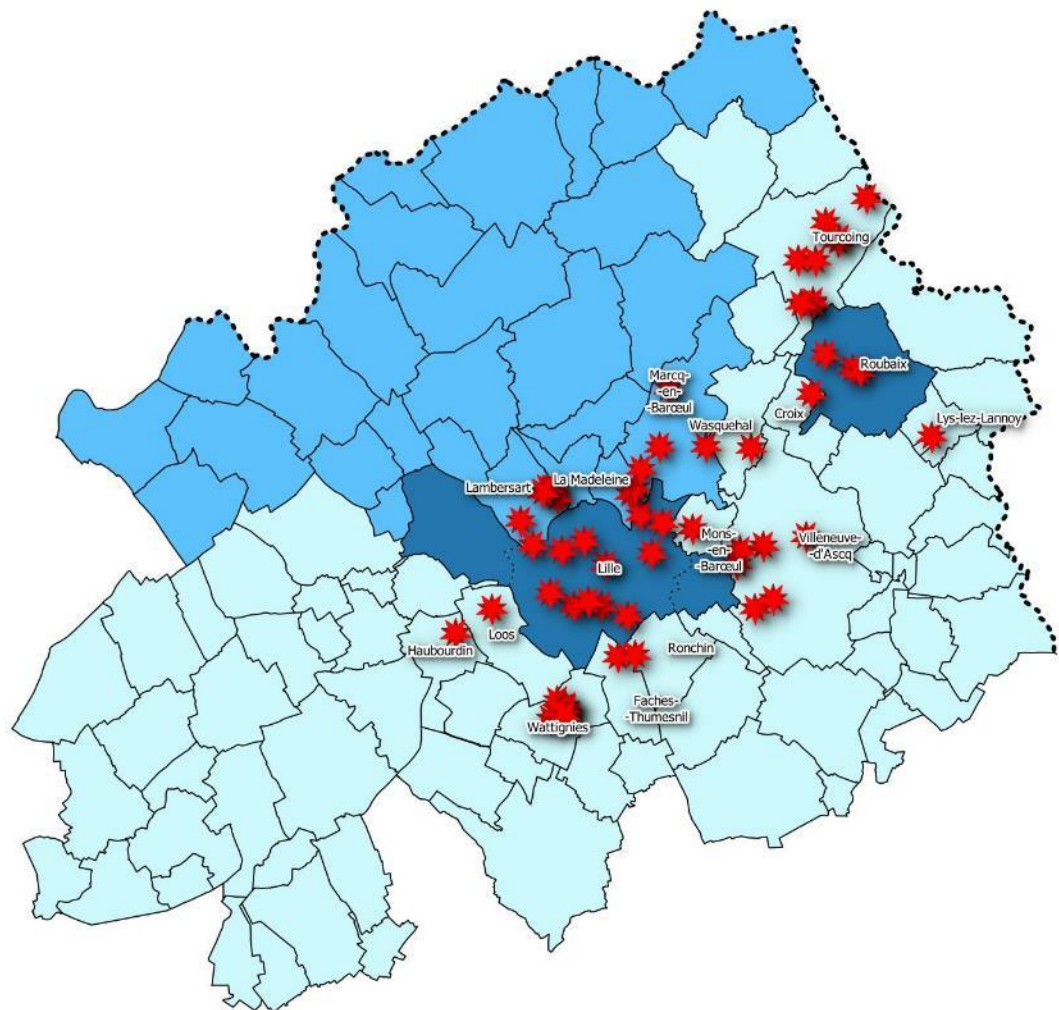 Tourcoing
Roubaix
Marcq-
-en-
-Barœul
Croix
Lys-lez-Lannoy
Wasquehal
La Madeleine
Lambersart
Mons-
-en-
-Barœul
Villeneuve-
-d'Ascq
Lille
Loos
Haubourdin
Ronchin
Faches-
-Thumesnil
Wattignies